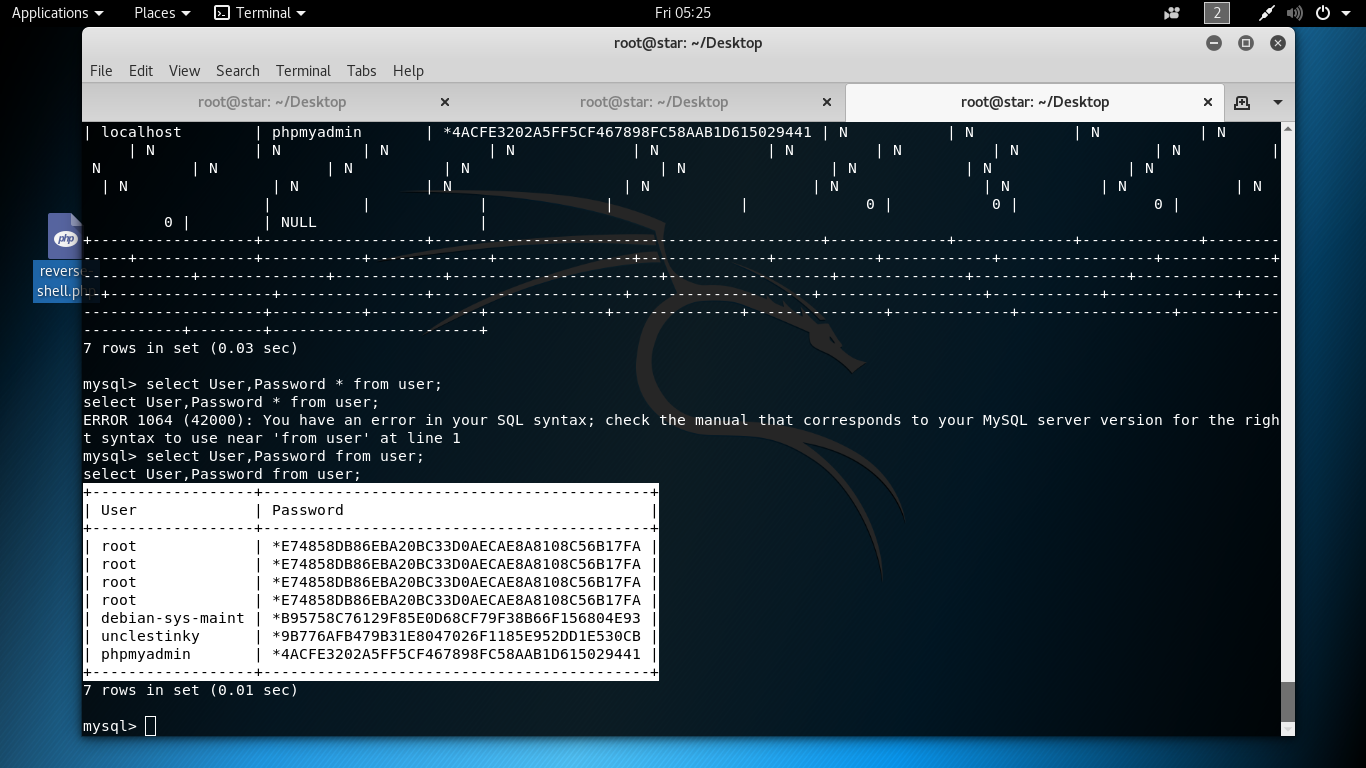 Applications Places Terminal Fri 05:25 2
root@star: ~/Desktop
File Edit View Search Terminal Tabs Help
root@star: ~/Desktop × root@star: ~/Desktop × root@star: ~/Desktop ×
| localhost | phpmyadmin | *4ACFE3202A5FF5CF467898FC58AAB1D615029441 | N | N | N | N
| N | N | N | N | N | N | N | N | N |
N | N | N | N | N | N | N | N
| N | N | N | N | N | N | N | N
| | | | | 0 | 0 | 0 |
0 | | NULL |
+------------------+------------------+-------------------------------------------+-------------+-------------+-------------+--------
-----+-------------+-----------+-------------+---------------+--------------+-----------+------------+-----------------+------------+
------------+--------------+------------+-----------------------+------------------+--------------+-----------------+----------------
--+------------------+----------------+---------------------+--------------------+------------------+------------+--------------+----
--------------------+----------+------------+-------------+--------------+---------------+-------------+-----------------+-----------
-----------+--------+-----------------------+
7 rows in set (0.03 sec)
mysql> select User,Password * from user;
select User,Password * from user;
ERROR 1064 (42000): You have an error in your SQL syntax; check the manual that corresponds to your MySQL server version for the righ
t syntax to use near 'from user' at line 1
mysql> select User,Password from user;
select User,Password from user;
+------------------+-------------------------------------------+
| User | Password |
+------------------+-------------------------------------------+
| root | *E74858DB86EBA20BC33D0AECAE8A8108C56B17FA |
| root | *E74858DB86EBA20BC33D0AECAE8A8108C56B17FA |
| root | *E74858DB86EBA20BC33D0AECAE8A8108C56B17FA |
| root | *E74858DB86EBA20BC33D0AECAE8A8108C56B17FA |
| debian-sys-maint | *B95758C76129F85E0D68CF79F38B66F156804E93 |
| unclestinky | *9B776AFB479B31E8047026F1185E952DD1E530CB |
| phpmyadmin | *4ACFE3202A5FF5CF467898FC58AAB1D615029441 |
+------------------+-------------------------------------------+
7 rows in set (0.01 sec)
mysql>
php
reverse-
shell.php